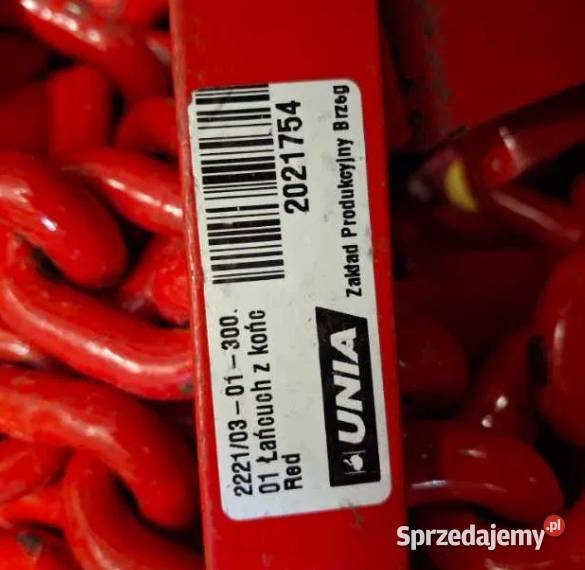 2221/03-01-300.
01 Łańcuch z końc
Red
2021754
UNIA
Zakład Produkcyjny Brzeg
Sprzedajemy.pl